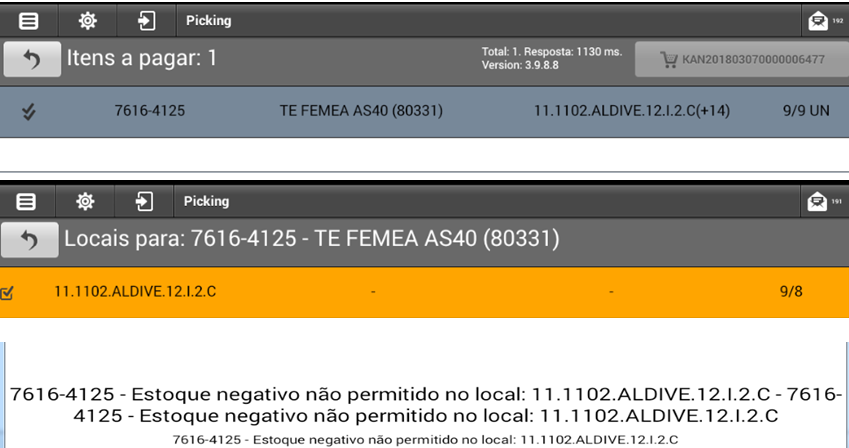 Picking
192
Itens a pagar: 1
Total: 1. Resposta: 1130 ms.
Version: 3.9.8.8
KAN201803070000006477
7616-4125 TE FEMEA AS40 (80331) 11.1102.ALDIVE.12.I.2.C(+14) 9/9 UN
Picking
191
Locais para: 7616-4125 - TE FEMEA AS40 (80331)
11.1102.ALDIVE.12.I.2.C - - 9/8
7616-4125 - Estoque negativo não permitido no local: 11.1102.ALDIVE.12.I.2.C - 7616-
4125 - Estoque negativo não permitido no local: 11.1102.ALDIVE.12.I.2.C
7616-4125 - Estoque negativo não permitido no local: 11.1102.ALDIVE.12.I.2.C